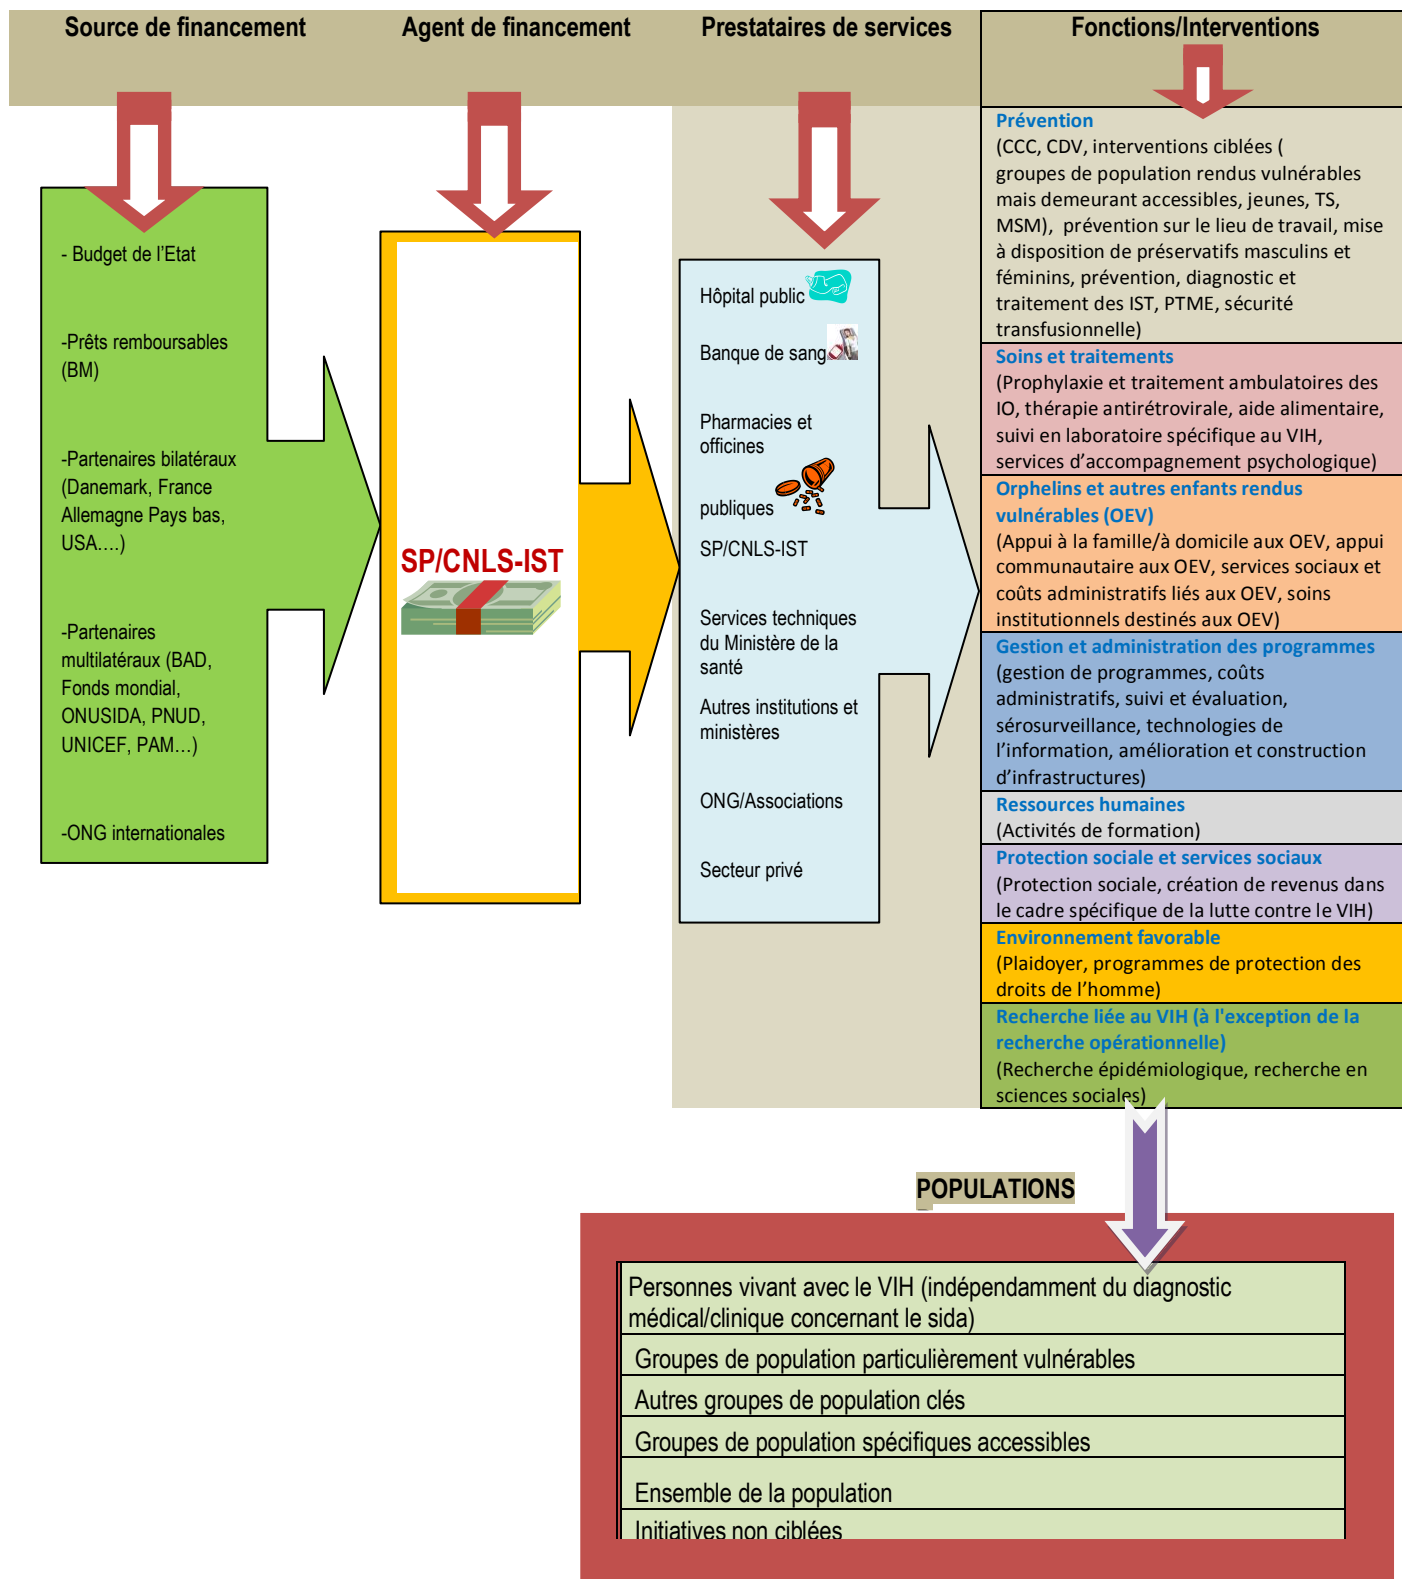 Source de financement
Agent de financement
Prestataires de services
Fonctions/Interventions
- Budget de l'Etat
-Prêts remboursables
(BM)
-Partenaires bilatéraux
(Danemark, France
Allemagne Pays bas,
USA….)
-Partenaires
multilatéraux (BAD,
Fonds mondial,
ONUSIDA, PNUD,
UNICEF, PAM…)
-ONG internationales
SP/CNLS-IST
Hôpital public
Banque de sang
Pharmacies et
officines
publiques
SP/CNLS-IST
Services techniques
du Ministère de la
santé
Autres institutions et
ministères
ONG/Associations
Secteur privé
Prévention
(CCC, CDV, interventions ciblées (
groupes de population rendus vulnérables
mais demeurant accessibles, jeunes, TS,
MSM), prévention sur le lieu de travail, mise
à disposition de préservatifs masculins et
féminins, prévention, diagnostic et
traitement des IST, PTME, sécurité
transfusionnelle)
Soins et traitements
(Prophylaxie et traitement ambulatoires des
IO, thérapie antirétrovirale, aide alimentaire,
suivi en laboratoire spécifique au VIH,
services d'accompagnement psychologique)
Orphelins et autres enfants rendus
vulnérables (OEV)
(Appui à la famille/à domicile aux OEV, appui
communautaire aux OEV, services sociaux et
coûts administratifs liés aux OEV, soins
institutionnels destinés aux OEV)
Gestion et administration des programmes
(gestion de programmes, coûts
administratifs, suivi et évaluation,
sérosurveillance, technologies de
l'information, amélioration et construction
d'infrastructures)
Ressources humaines
(Activités de formation)
Protection sociale et services sociaux
(Protection sociale, création de revenus dans
le cadre spécifique de la lutte contre le VIH)
Environnement favorable
(Plaidoyer, programmes de protection des
droits de l'homme)
Recherche liée au VIH (à l'exception de la
recherche opérationnelle)
(Recherche épidémiologique, recherche en
sciences sociales)
POPULATIONS
Personnes vivant avec le VIH (indépendamment du diagnostic
médical/clinique concernant le sida)
Groupes de population particulièrement vulnérables
Autres groupes de population clés
Groupes de population spécifiques accessibles
Ensemble de la population
Initiatives non ciblées